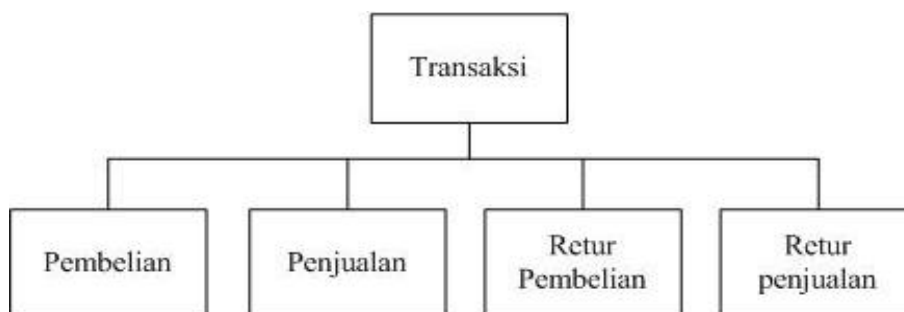 Transaksi
Pembelian
Penjualan
Retur
Pembelian
Retur
penjualan